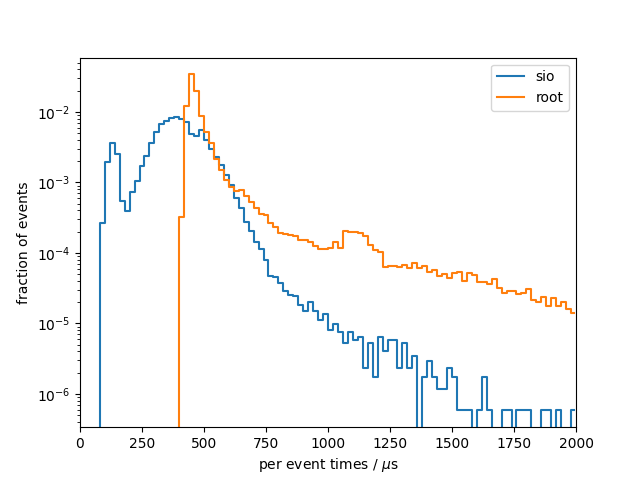 sio
root
10⁻²
10⁻³
10⁻⁴
10⁻⁵
10⁻⁶
fraction of events
0 250 500 750 1000 1250 1500 1750 2000
per event times / μs